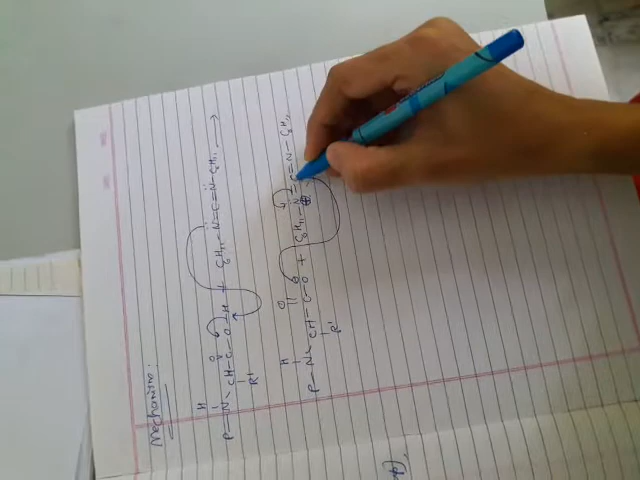 Mechanism:
H O
P—N—CH—C—O—H + C₆H₁₁—N=C=N—C₆H₁₁ ⟶
R'
H O
P—N—CH—C—O + C₆H₁₁—N=C=N—C₆H₁₁
R'